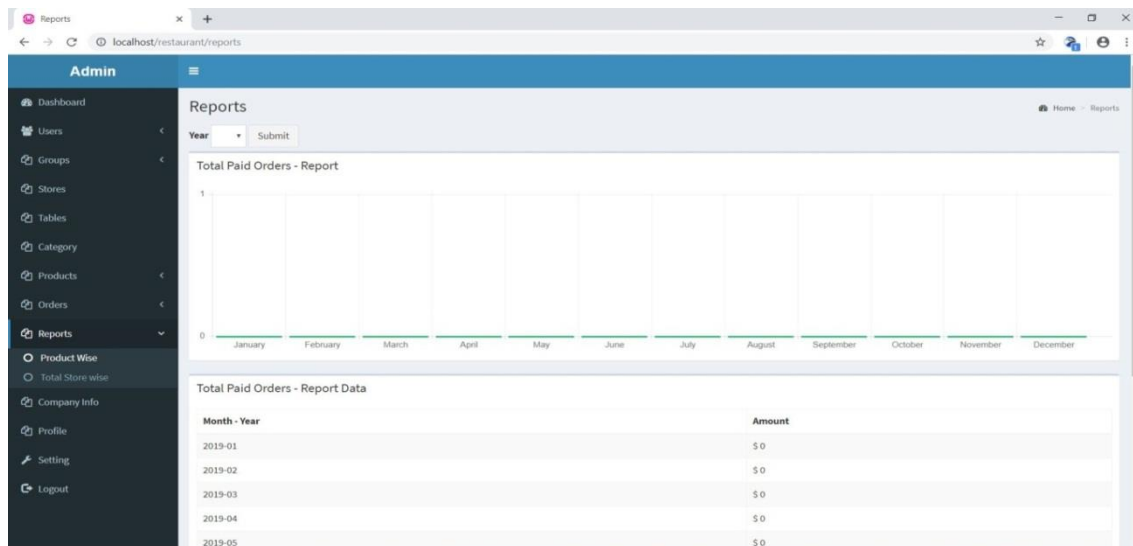 Reports
localhost/restaurant/reports
Admin
Dashboard
Users
Groups
Stores
Tables
Category
Products
Orders
Reports
Product Wise
Total Store wise
Company Info
Profile
Setting
Logout
Reports
Home > Reports
Year Submit
Total Paid Orders - Report
1
0
January February March April May June July August September October November December
Total Paid Orders - Report Data
Month - Year Amount
2019-01 $ 0
2019-02 $ 0
2019-03 $ 0
2019-04 $ 0
2019-05 $ 0